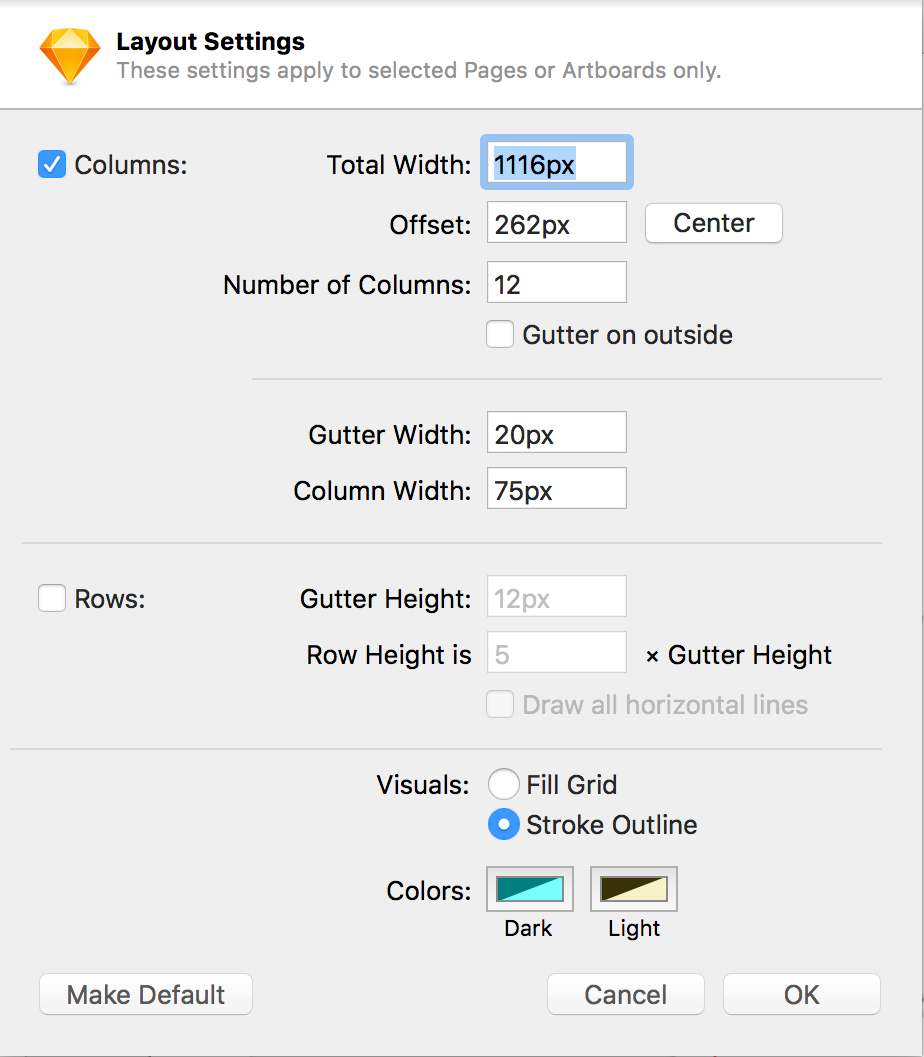 Layout Settings
These settings apply to selected Pages or Artboards only.
Columns: Total Width: 1116px
Offset: 262px Center
Number of Columns: 12
Gutter on outside
Gutter Width: 20px
Column Width: 75px
Rows: Gutter Height: 12px
Row Height is 5 × Gutter Height
Draw all horizontal lines
Visuals: Fill Grid
Stroke Outline
Colors:
Dark Light
Make Default Cancel OK